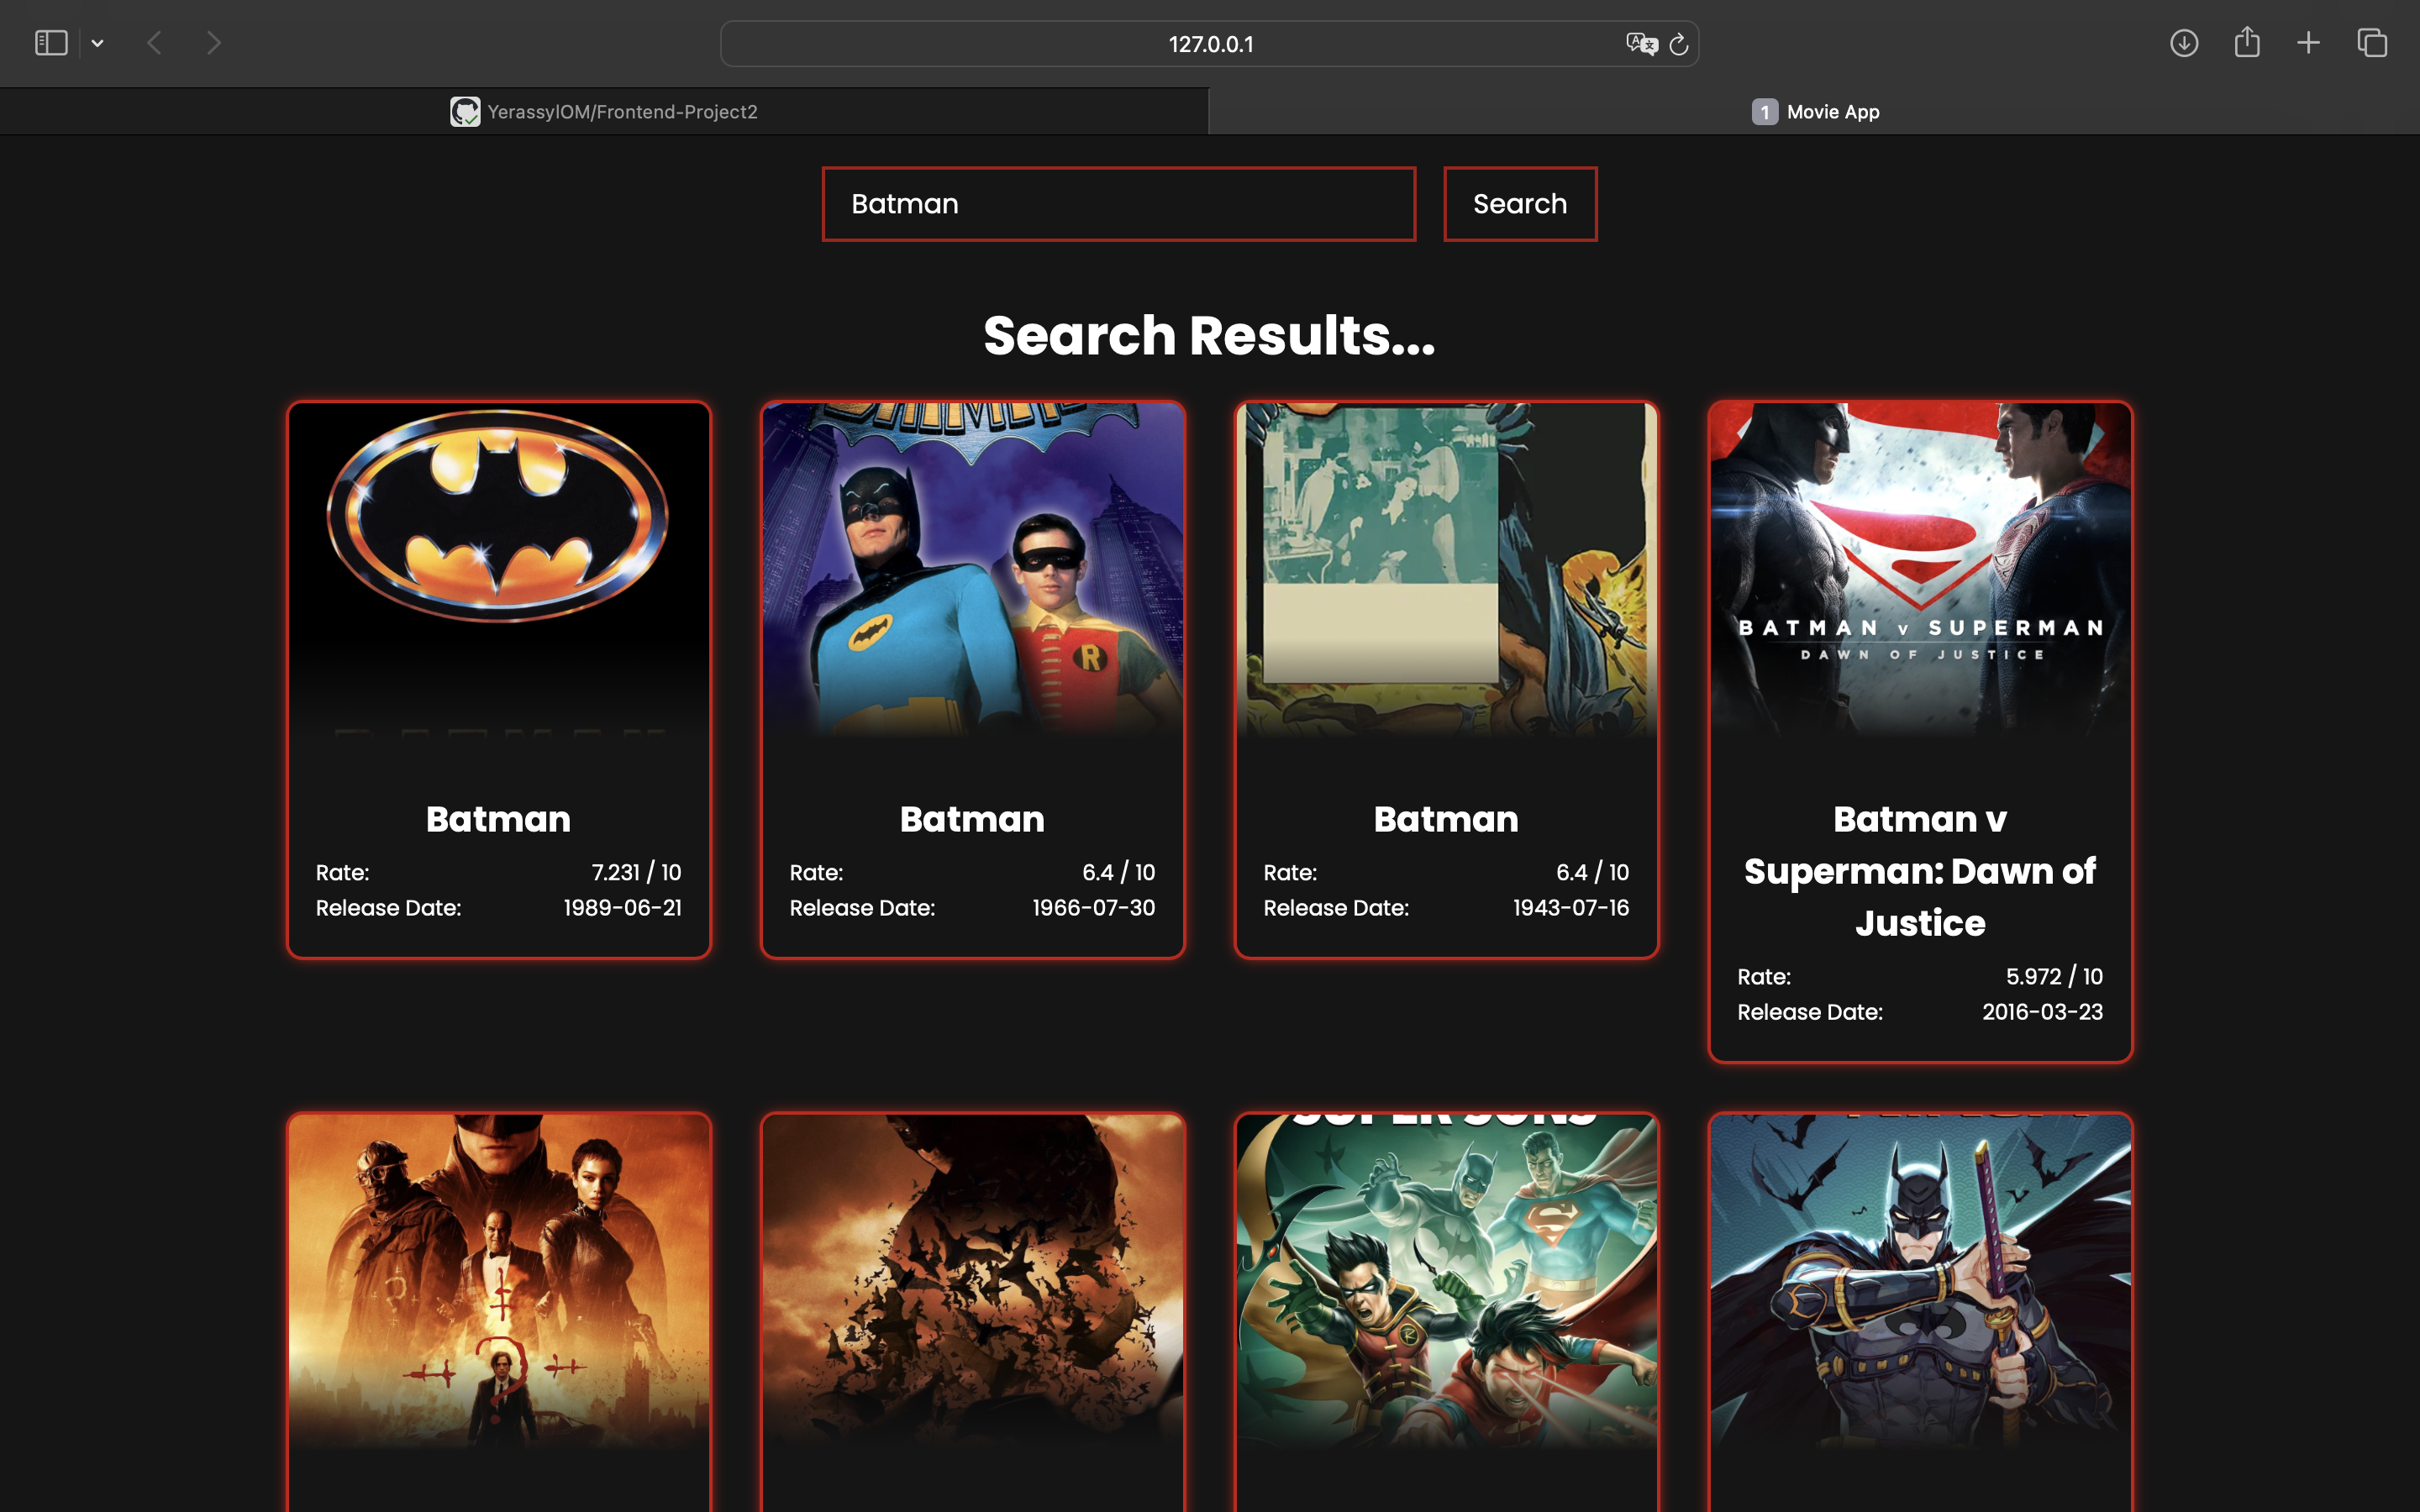 127.0.0.1
YerassylOM/Frontend-Project2
1 Movie App
Batman
Search
Search Results...
BATMAN v SUPERMAN
DAWN OF JUSTICE
R
Batman
Rate: 7.231 / 10
Release Date: 1989-06-21
Batman
Rate: 6.4 / 10
Release Date: 1966-07-30
Batman
Rate: 6.4 / 10
Release Date: 1943-07-16
Batman v
Superman: Dawn of
Justice
Rate: 5.972 / 10
Release Date: 2016-03-23
SUPER SONS
R